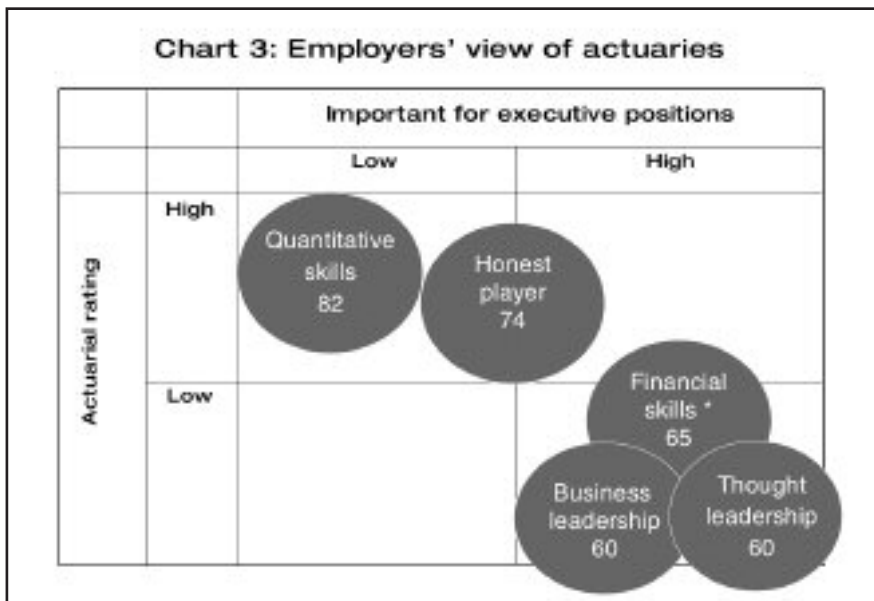 Chart 3: Employers' view of actuaries
Important for executive positions
Low
High
Actuarial rating
High
Quantitative
skills
82
Honest
player
74
Low
Financial
skills *
65
Business
leadership
60
Thought
leadership
60